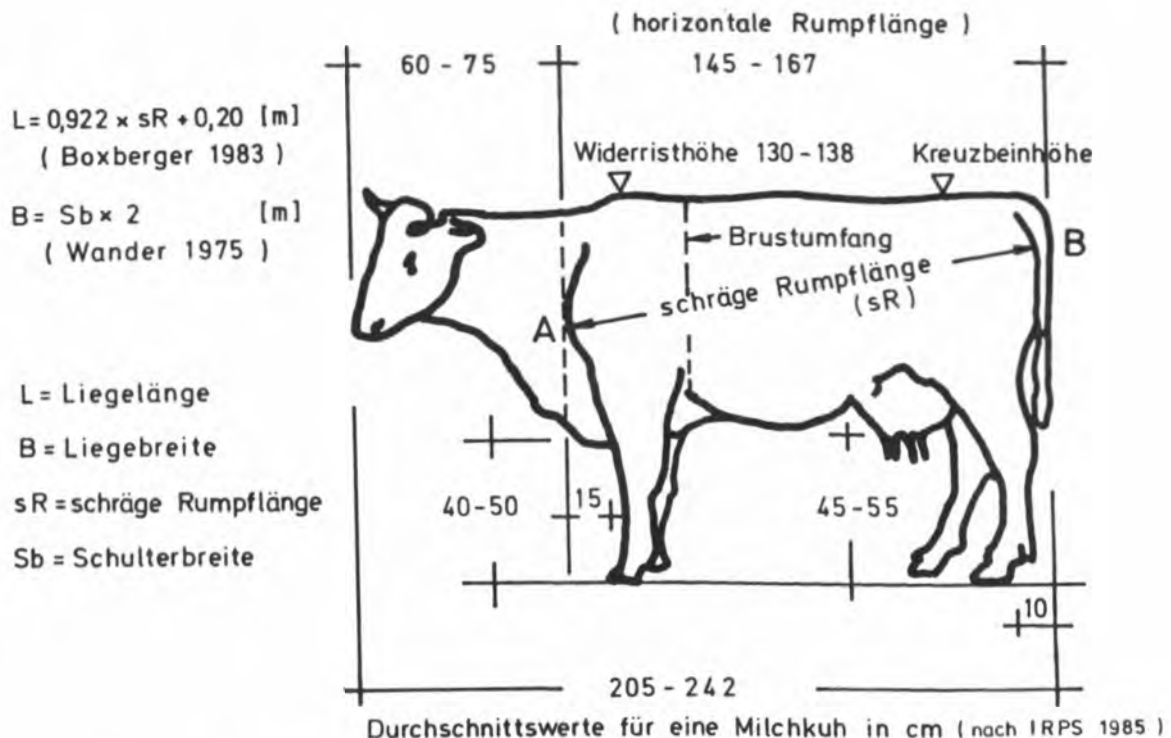 ( horizontale Rumpflänge )
60 - 75
145 - 167
L = 0,922 × sR + 0,20 [m]
( Boxberger 1983 )
Widerristhöhe 130 - 138
Kreuzbeinhöhe
B = Sb × 2 [m]
( Wander 1975 )
Brustumfang
B
schräge Rumpflänge
(sR)
A
L = Liegelänge
B = Liegebreite
sR = schräge Rumpflänge
Sb = Schulterbreite
40-50
15
45-55
10
205 - 242
Durchschnittswerte für eine Milchkuh in cm (nach IRPS 1985)